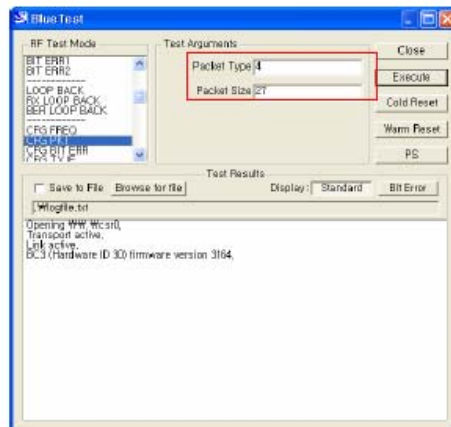 BlueTest
RF Test Mode
BIT ERR1
BIT ERR2
------------
LOOP BACK
RX LOOP BACK
BER LOOP BACK
------------
CFG FREQ
CFG PKT
CFG BIT ERR
CFG TYIF
Test Arguments
Packet Type 4
Packet Size 27
Close
Execute
Cold Reset
Warm Reset
PS
Test Results
Save to File
Browse for file
Display: Standard
Bit Error
.₩logfile.txt
Opening ₩₩.₩csr0,
Transport active.
Link active.
BC3 (Hardware ID 30) firmware version 3164,